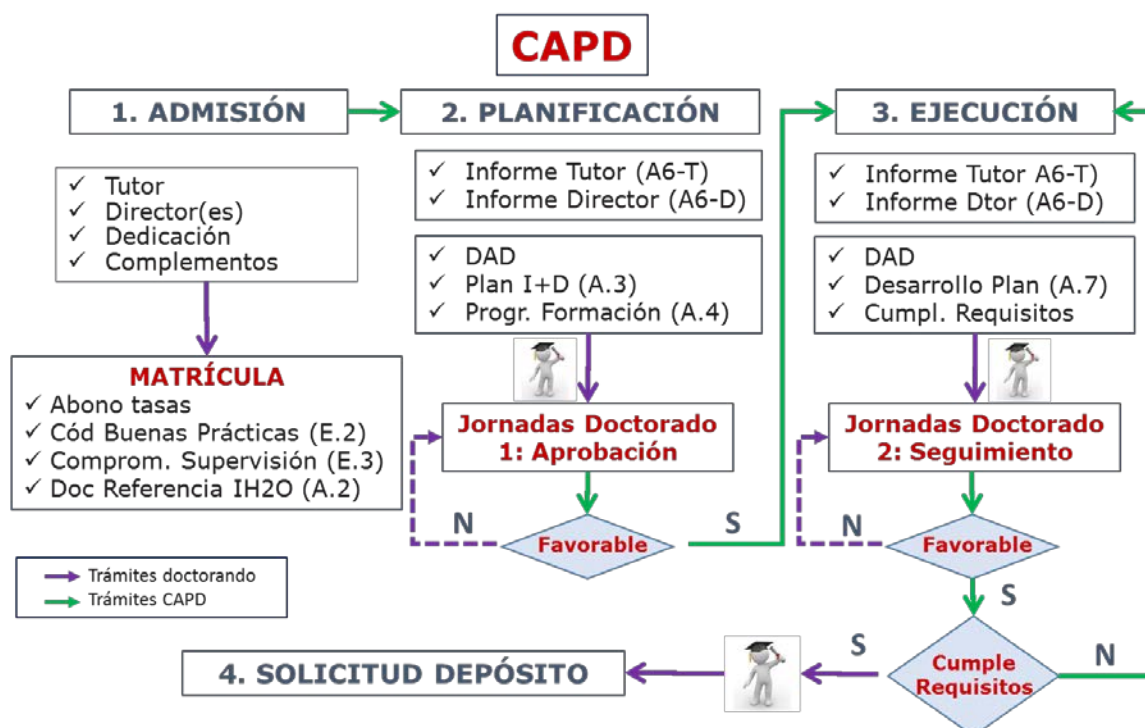 CAPD
1. ADMISIÓN
✓ Tutor
✓ Director(es)
✓ Dedicación
✓ Complementos
MATRÍCULA
✓ Abono tasas
✓ Cód Buenas Prácticas (E.2)
✓ Comprom. Supervisión (E.3)
✓ Doc Referencia IH2O (A.2)
2. PLANIFICACIÓN
✓ Informe Tutor (A6-T)
✓ Informe Director (A6-D)
✓ DAD
✓ Plan I+D (A.3)
✓ Progr. Formación (A.4)
Jornadas Doctorado
1: Aprobación
Favorable
N
S
3. EJECUCIÓN
✓ Informe Tutor A6-T)
✓ Informe Dtor (A6-D)
✓ DAD
✓ Desarrollo Plan (A.7)
✓ Cumpl. Requisitos
Jornadas Doctorado
2: Seguimiento
Favorable
N
S
Cumple
Requisitos
S
N
4. SOLICITUD DEPÓSITO
Trámites doctorando
Trámites CAPD